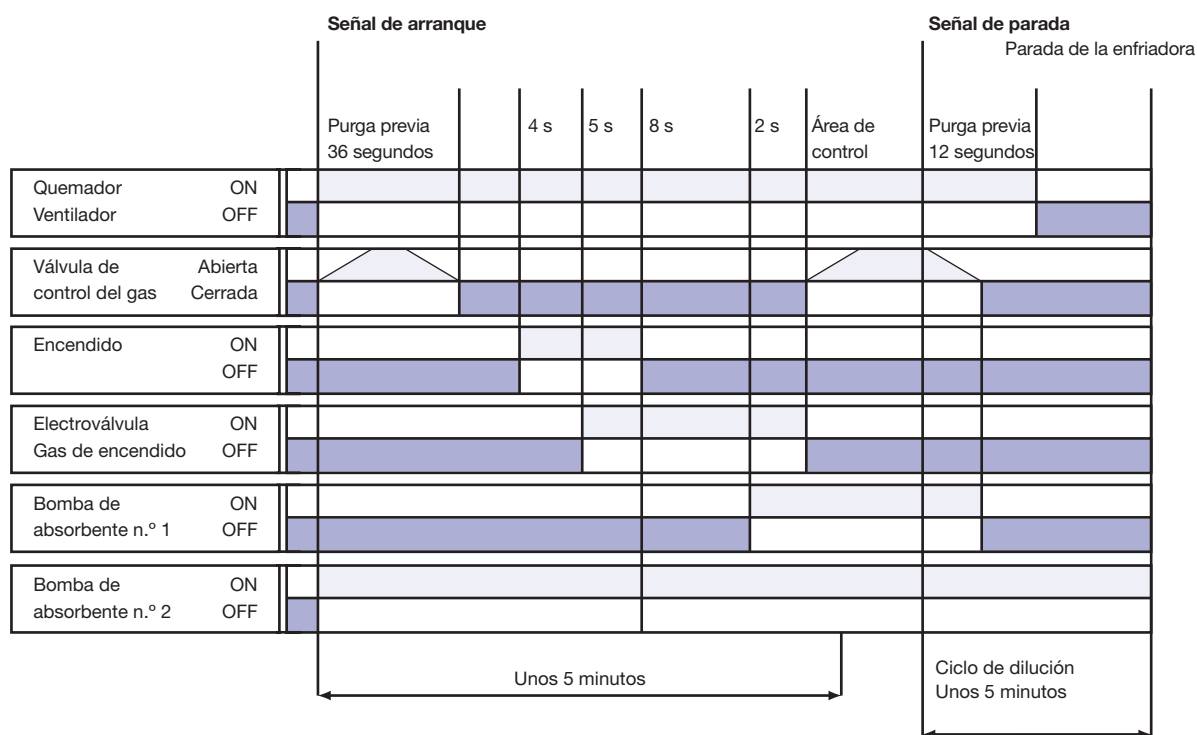 Señal de arranque
Señal de parada
Parada de la enfriadora
Purga previa
36 segundos
4 s
5 s
8 s
2 s
Área de
control
Purga previa
12 segundos
Quemador ON
Ventilador OFF
Válvula de Abierta
control del gas Cerrada
Encendido ON
OFF
Electroválvula ON
Gas de encendido OFF
Bomba de ON
absorbente n.º 1 OFF
Bomba de ON
absorbente n.º 2 OFF
Unos 5 minutos
Ciclo de dilución
Unos 5 minutos